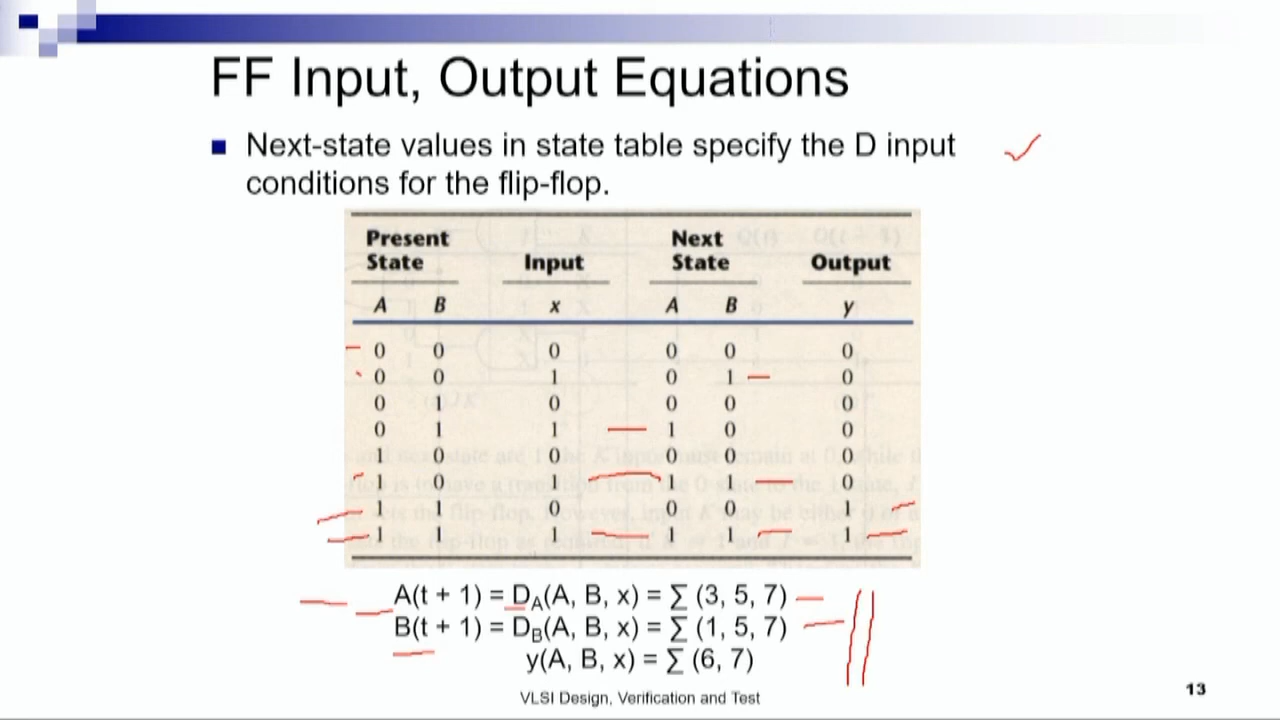 FF Input, Output Equations
Next-state values in state table specify the D input
conditions for the flip-flop.
Present Next
State Input State Output
A B x A B y
0 0 0 0 0 0
0 0 1 0 1 0
0 1 0 0 0 0
0 1 1 1 0 0
1 0 0 0 0 0
1 0 1 1 1 0
1 1 0 0 0 1
1 1 1 1 1 1
A(t + 1) = D_A(A, B, x) = ∑ (3, 5, 7)
B(t + 1) = D_B(A, B, x) = ∑ (1, 5, 7)
y(A, B, x) = ∑ (6, 7)
VLSI Design, Verification and Test
13